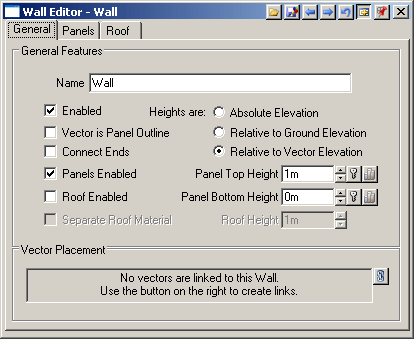 Wall Editor - Wall
General Panels Roof
General Features
Name Wall
Enabled Heights are: Absolute Elevation
Vector is Panel Outline Relative to Ground Elevation
Connect Ends Relative to Vector Elevation
Panels Enabled Panel Top Height 1m
Roof Enabled Panel Bottom Height 0m
Separate Roof Material Roof Height 1m
Vector Placement
No vectors are linked to this Wall.
Use the button on the right to create links.